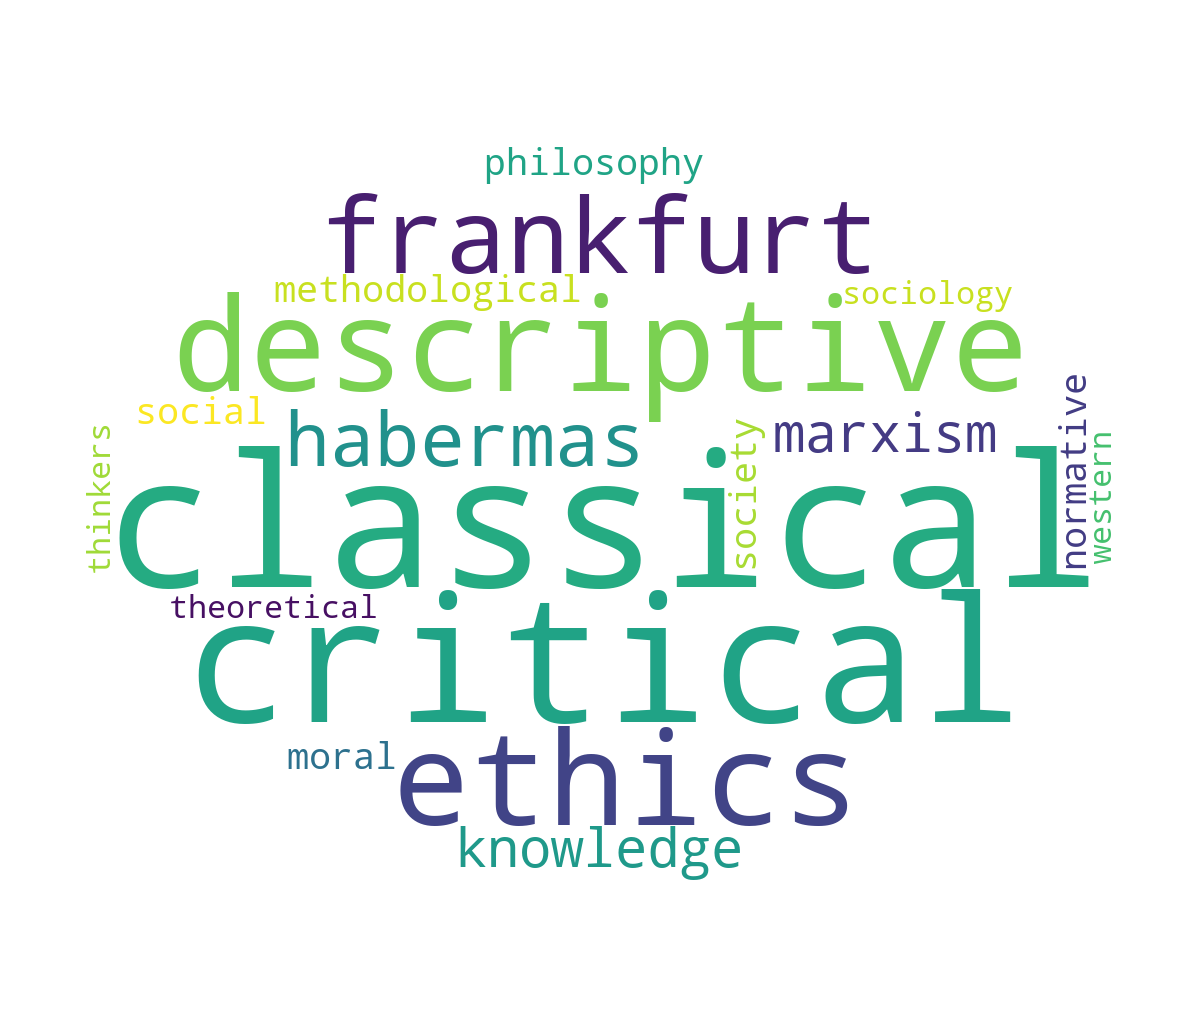 philosophy
frankfurt
methodological
sociology
descriptive
social
habermas
marxism
normative
thinkers
society
western
classical
theoretical
critical
moral
ethics
knowledge